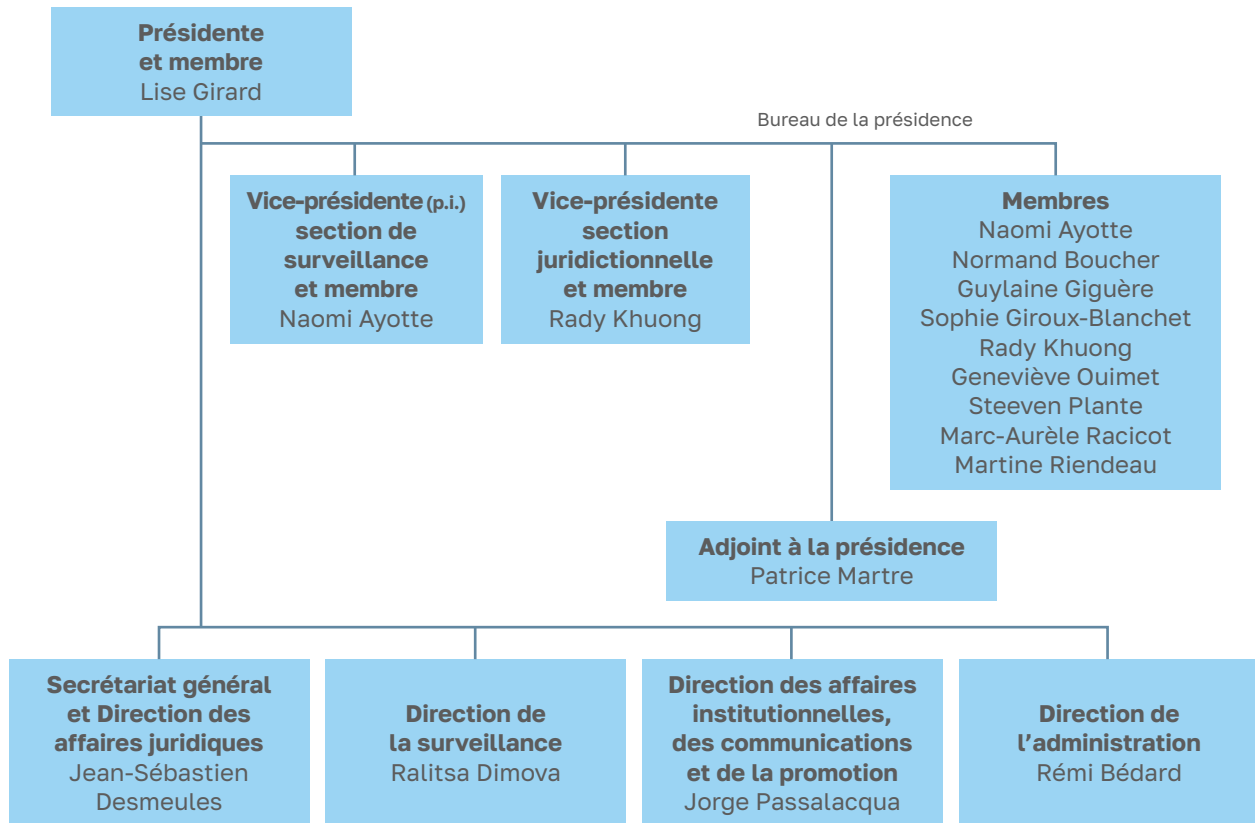 Présidente
et membre
Lise Girard
Bureau de la présidence
Vice-présidente (p.i.)
section de
surveillance
et membre
Naomi Ayotte
Vice-présidente
section
juridictionnelle
et membre
Rady Khuong
Membres
Naomi Ayotte
Normand Boucher
Guylaine Giguère
Sophie Giroux-Blanchet
Rady Khuong
Geneviève Ouimet
Steeven Plante
Marc-Aurèle Racicot
Martine Riendeau
Adjoint à la présidence
Patrice Martre
Secrétariat général
et Direction des
affaires juridiques
Jean-Sébastien
Desmeules
Direction de
la surveillance
Ralitsa Dimova
Direction des affaires
institutionnelles,
des communications
et de la promotion
Jorge Passalacqua
Direction de
l’administration
Rémi Bédard